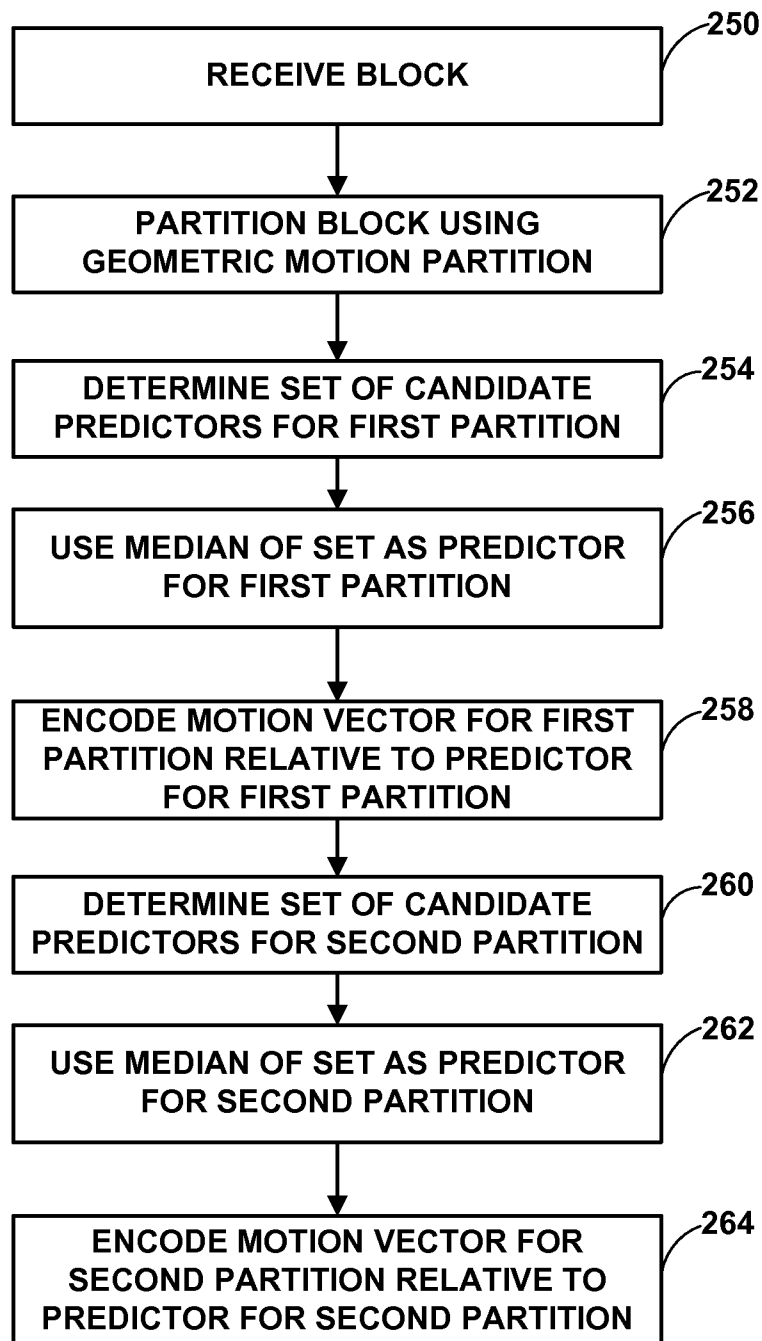 250
RECEIVE BLOCK
252
PARTITION BLOCK USING
GEOMETRIC MOTION PARTITION
254
DETERMINE SET OF CANDIDATE
PREDICTORS FOR FIRST PARTITION
256
USE MEDIAN OF SET AS PREDICTOR
FOR FIRST PARTITION
258
ENCODE MOTION VECTOR FOR FIRST
PARTITION RELATIVE TO PREDICTOR
FOR FIRST PARTITION
260
DETERMINE SET OF CANDIDATE
PREDICTORS FOR SECOND PARTITION
262
USE MEDIAN OF SET AS PREDICTOR
FOR SECOND PARTITION
264
ENCODE MOTION VECTOR FOR
SECOND PARTITION RELATIVE TO
PREDICTOR FOR SECOND PARTITION